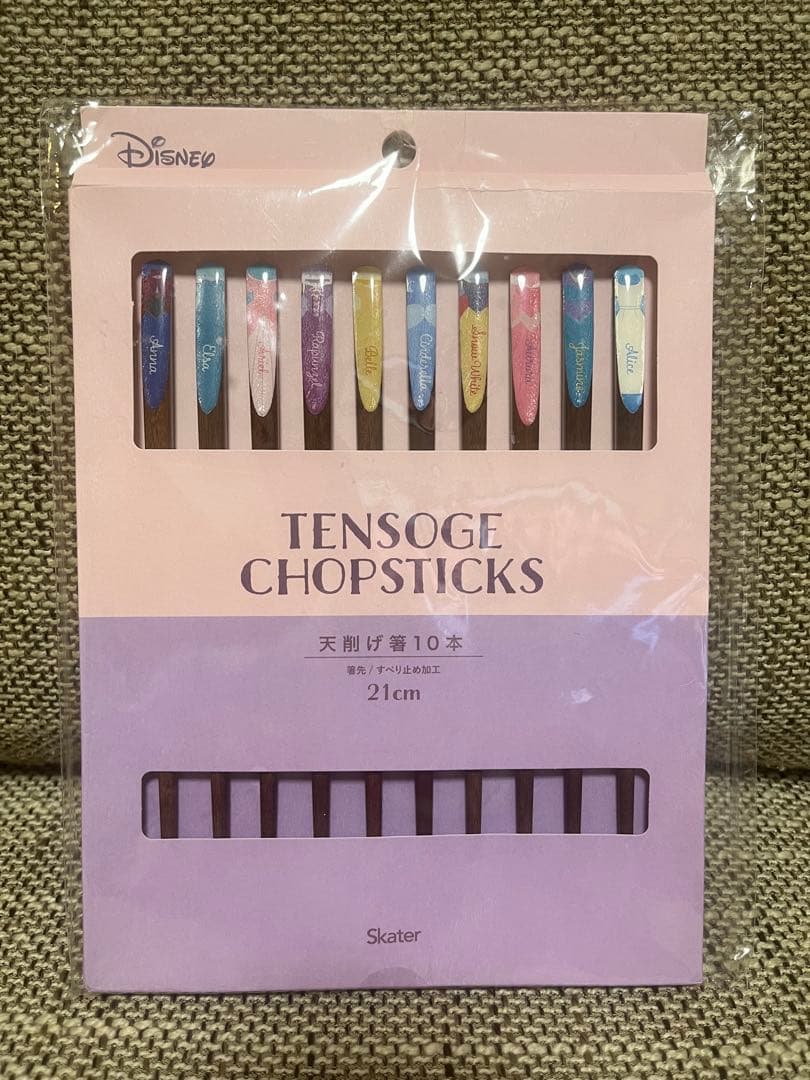 Disney
Anna
Elsa
Ariel
Rapunzel
Belle
Cinderella
Snow White
Aurora
Jasmine
Alice
TENSOGE
CHOPSTICKS
天削げ箸10本
箸先/すべり止め加工
21cm
Skater